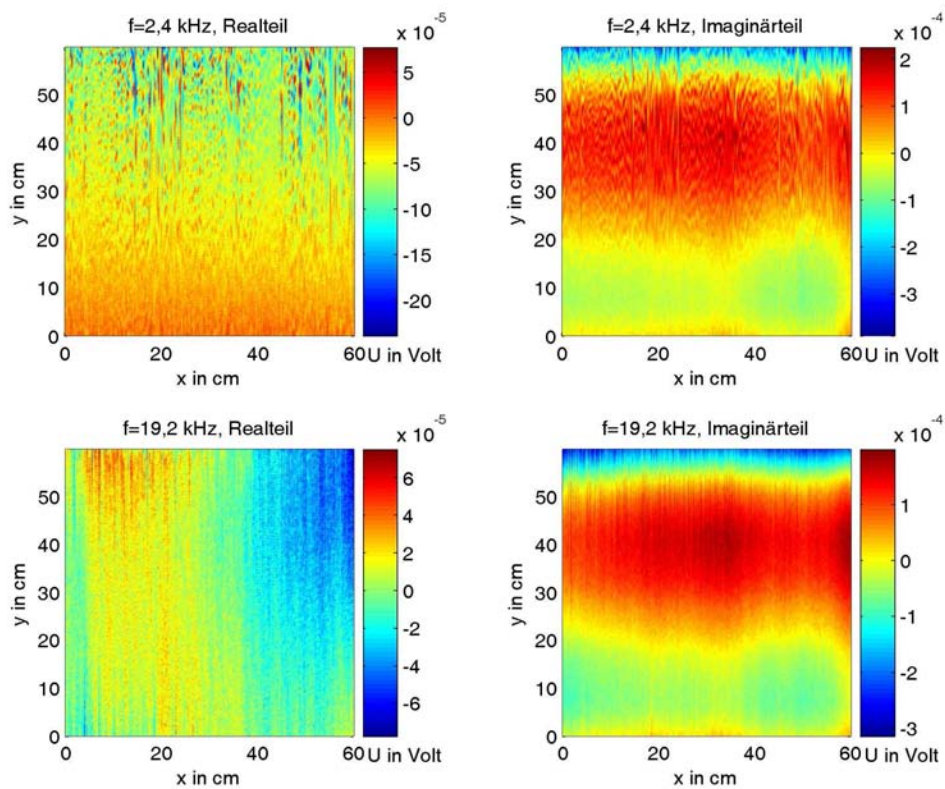 f=2,4 kHz, Realteil
x 10 -5
y in cm
50
40
30
20
10
0
0 20 40 60
x in cm
5
0
-5
-10
-15
-20
U in Volt
f=2,4 kHz, Imaginärteil
x 10 -4
y in cm
50
40
30
20
10
0
0 20 40 60
x in cm
2
1
0
-1
-2
-3
U in Volt
f=19,2 kHz, Realteil
x 10 -5
y in cm
50
40
30
20
10
0
0 20 40 60
x in cm
6
4
2
0
-2
-4
-6
U in Volt
f=19,2 kHz, Imaginärteil
x 10 -4
y in cm
50
40
30
20
10
0
0 20 40 60
x in cm
1
0
-1
-2
-3
U in Volt